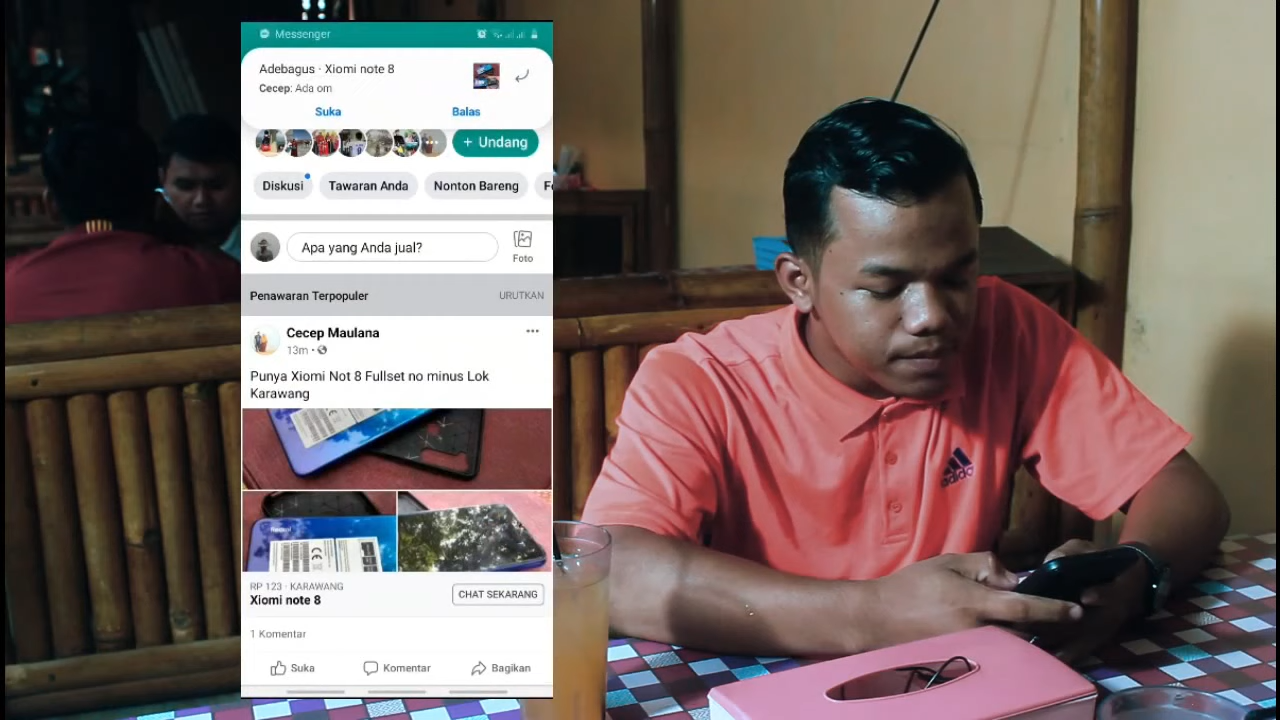 Messenger
Adebagus · Xiomi note 8
Cecep: Ada om
Suka
Balas
+ Undang
Diskusi
Tawaran Anda
Nonton Bareng
Apa yang Anda jual?
Foto
Penawaran Terpopuler
URUTKAN
Cecep Maulana
13m
Punya Xiomi Not 8 Fullset no minus Lok
Karawang
Redmi
RP 123 · KARAWANG
Xiomi note 8
CHAT SEKARANG
1 Komentar
Suka
Komentar
Bagikan
adidas